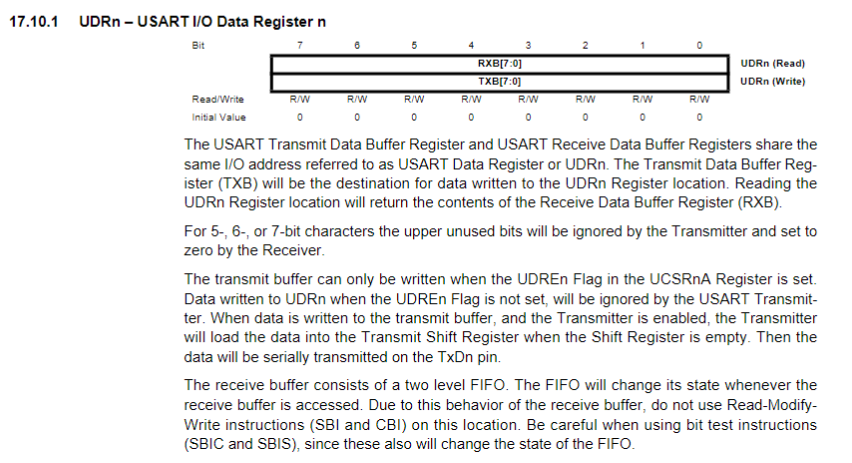 17.10.1 UDRn – USART I/O Data Register n
Bit 7 6 5 4 3 2 1 0
RXB[7:0] UDRn (Read)
TXB[7:0] UDRn (Write)
Read/Write R/W R/W R/W R/W R/W R/W R/W R/W
Initial Value 0 0 0 0 0 0 0 0
The USART Transmit Data Buffer Register and USART Receive Data Buffer Registers share the
same I/O address referred to as USART Data Register or UDRn. The Transmit Data Buffer Reg-
ister (TXB) will be the destination for data written to the UDRn Register location. Reading the
UDRn Register location will return the contents of the Receive Data Buffer Register (RXB).
For 5-, 6-, or 7-bit characters the upper unused bits will be ignored by the Transmitter and set to
zero by the Receiver.
The transmit buffer can only be written when the UDREn Flag in the UCSRnA Register is set.
Data written to UDRn when the UDREn Flag is not set, will be ignored by the USART Transmit-
ter. When data is written to the transmit buffer, and the Transmitter is enabled, the Transmitter
will load the data into the Transmit Shift Register when the Shift Register is empty. Then the
data will be serially transmitted on the TxDn pin.
The receive buffer consists of a two level FIFO. The FIFO will change its state whenever the
receive buffer is accessed. Due to this behavior of the receive buffer, do not use Read-Modify-
Write instructions (SBI and CBI) on this location. Be careful when using bit test instructions
(SBIC and SBIS), since these also will change the state of the FIFO.